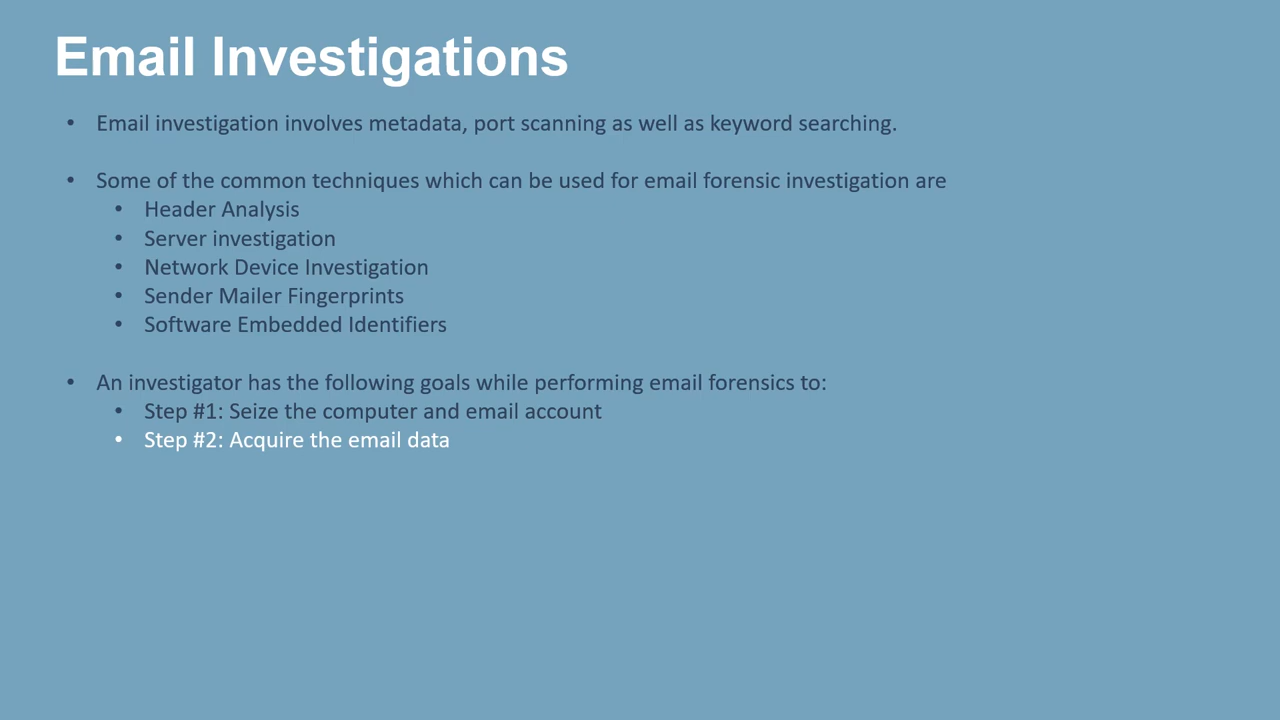 Email Investigations
• Email investigation involves metadata, port scanning as well as keyword searching.
• Some of the common techniques which can be used for email forensic investigation are
• Header Analysis
• Server investigation
• Network Device Investigation
• Sender Mailer Fingerprints
• Software Embedded Identifiers
• An investigator has the following goals while performing email forensics to:
• Step #1: Seize the computer and email account
• Step #2: Acquire the email data